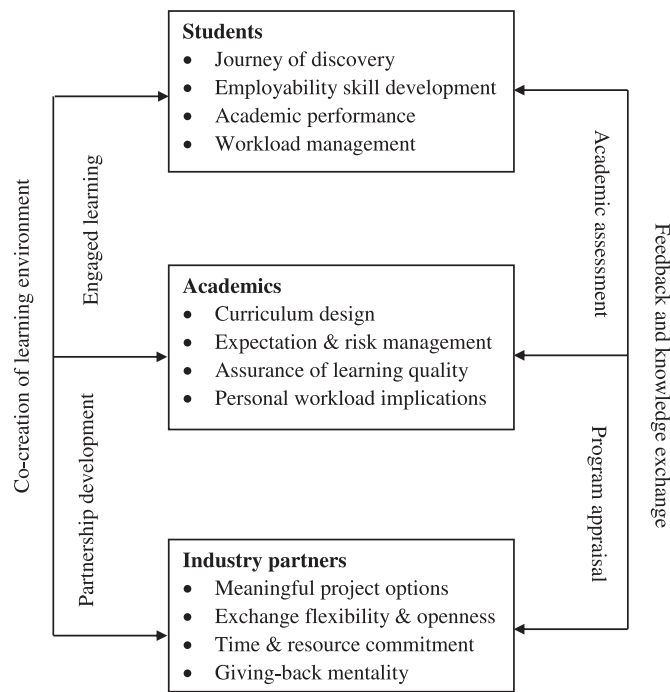 Students
• Journey of discovery
• Employability skill development
• Academic performance
• Workload management
Co-creation of learning environment
Engaged learning
Academic assessment
Feedback and knowledge exchange
Academics
• Curriculum design
• Expectation & risk management
• Assurance of learning quality
• Personal workload implications
Partnership development
Program appraisal
Industry partners
• Meaningful project options
• Exchange flexibility & openness
• Time & resource commitment
• Giving-back mentality